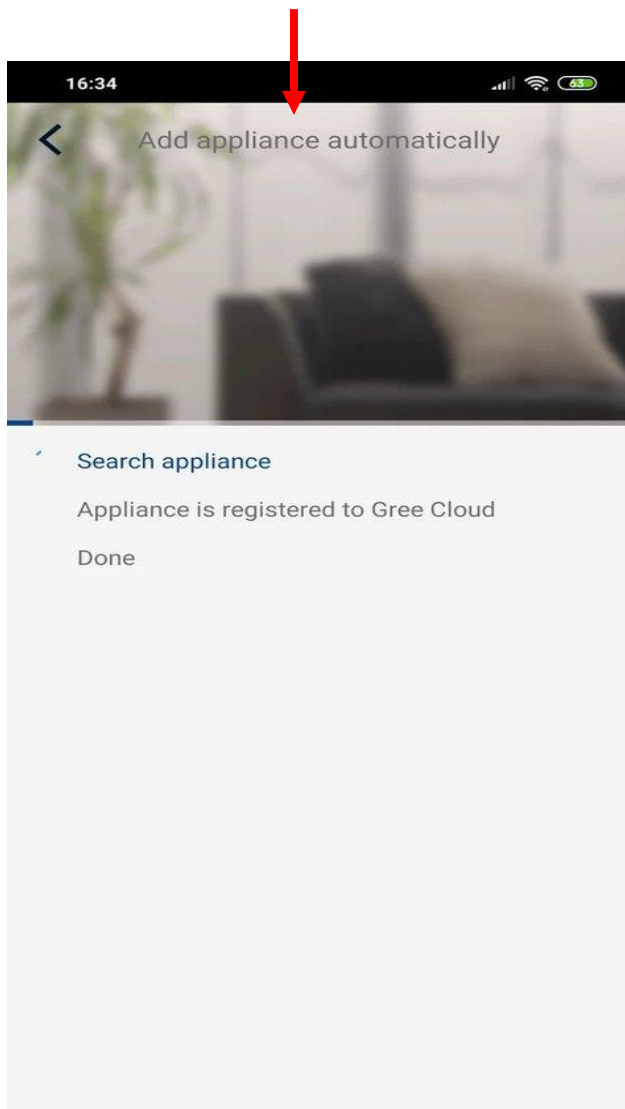 16:34
63
Add appliance automatically
Search appliance
Appliance is registered to Gree Cloud
Done